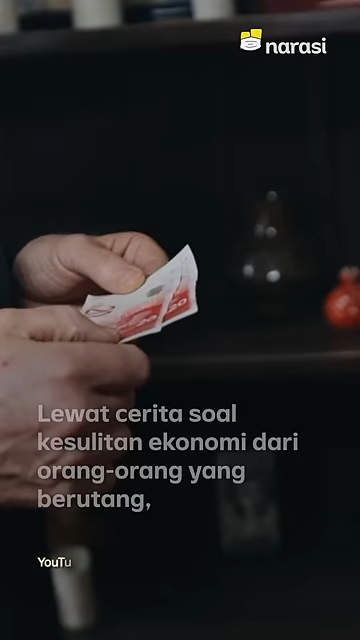 narasi
Lewat cerita soal
kesulitan ekonomi dari
orang-orang yang
berutang,
YouTu